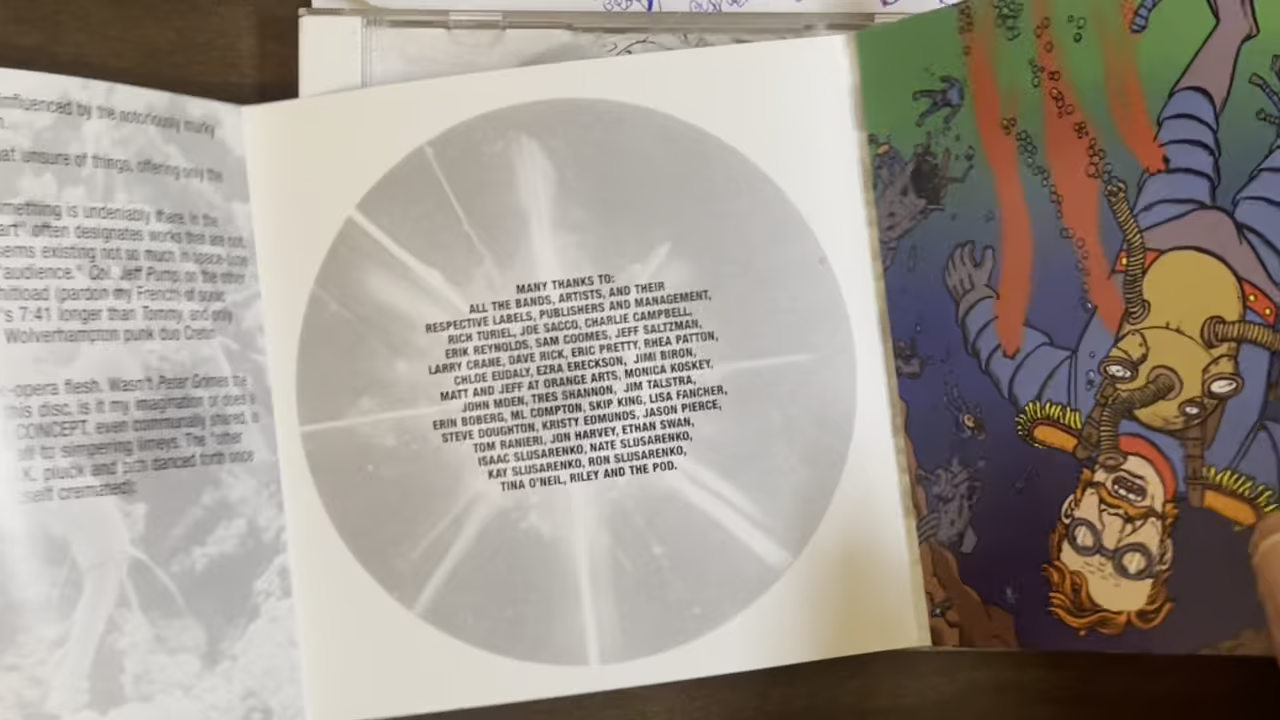 influenced by the notoriously murky
unsure of things, offering only the
something is undeniably there. In the
art" often designates works that are out,
seems existing not so much in space-time
"audience." Col. Jeff Pump, on the other
(pardon my French) of sonic
's 7:41 longer than Tommy, and only
Wolverhampton punk duo
-opera flesh. Wasn't Peter Grimes the
this disc, is it my imagination or does
CONCEPT, even communally shared, is
off to simpering limeys. The "other
K. pluck and pith danced forth once
self cremated!
MANY THANKS TO:
ALL THE BANDS, ARTISTS, AND THEIR
RESPECTIVE LABELS, PUBLISHERS AND MANAGEMENT,
RICH TURIEL, JOE SACCO, CHARLIE CAMPBELL,
ERIK REYNOLDS, SAM COOMES, JEFF SALTZMAN,
LARRY CRANE, DAVE RICK, ERIC PRETTY, RHEA PATTON,
CHLOE EUDALY, EZRA ERECKSON, JIMI BIRON,
MATT AND JEFF AT ORANGE ARTS, MONICA KOSKEY,
JOHN MOEN, TRES SHANNON, JIM TALSTRA,
ERIN BOBERG, ML COMPTON, SKIP KING, LISA FANCHER,
STEVE DOUGHTON, KRISTY EDMUNDS, JASON PIERCE,
TOM RANIERI, JON HARVEY, ETHAN SWAN,
ISAAC SLUSARENKO, NATE SLUSARENKO,
KAY SLUSARENKO, RON SLUSARENKO,
TINA O'NEIL, RILEY AND THE POD.